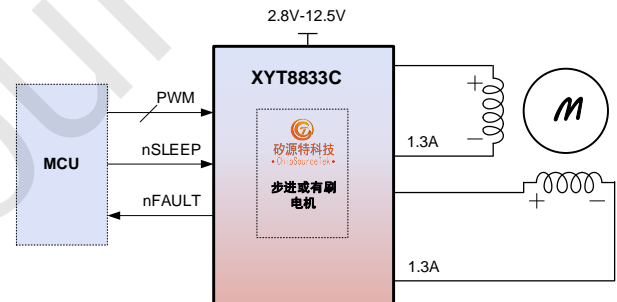 2.8V-12.5V
XYT8833C
PWM
nSLEEP
nFAULT
MCU
矽源特科技
ChipSourceTek
步进或有刷
电机
1.3A
1.3A
+
−
M
+
−